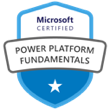 Microsoft
CERTIFIED
POWER PLATFORM
FUNDAMENTALS